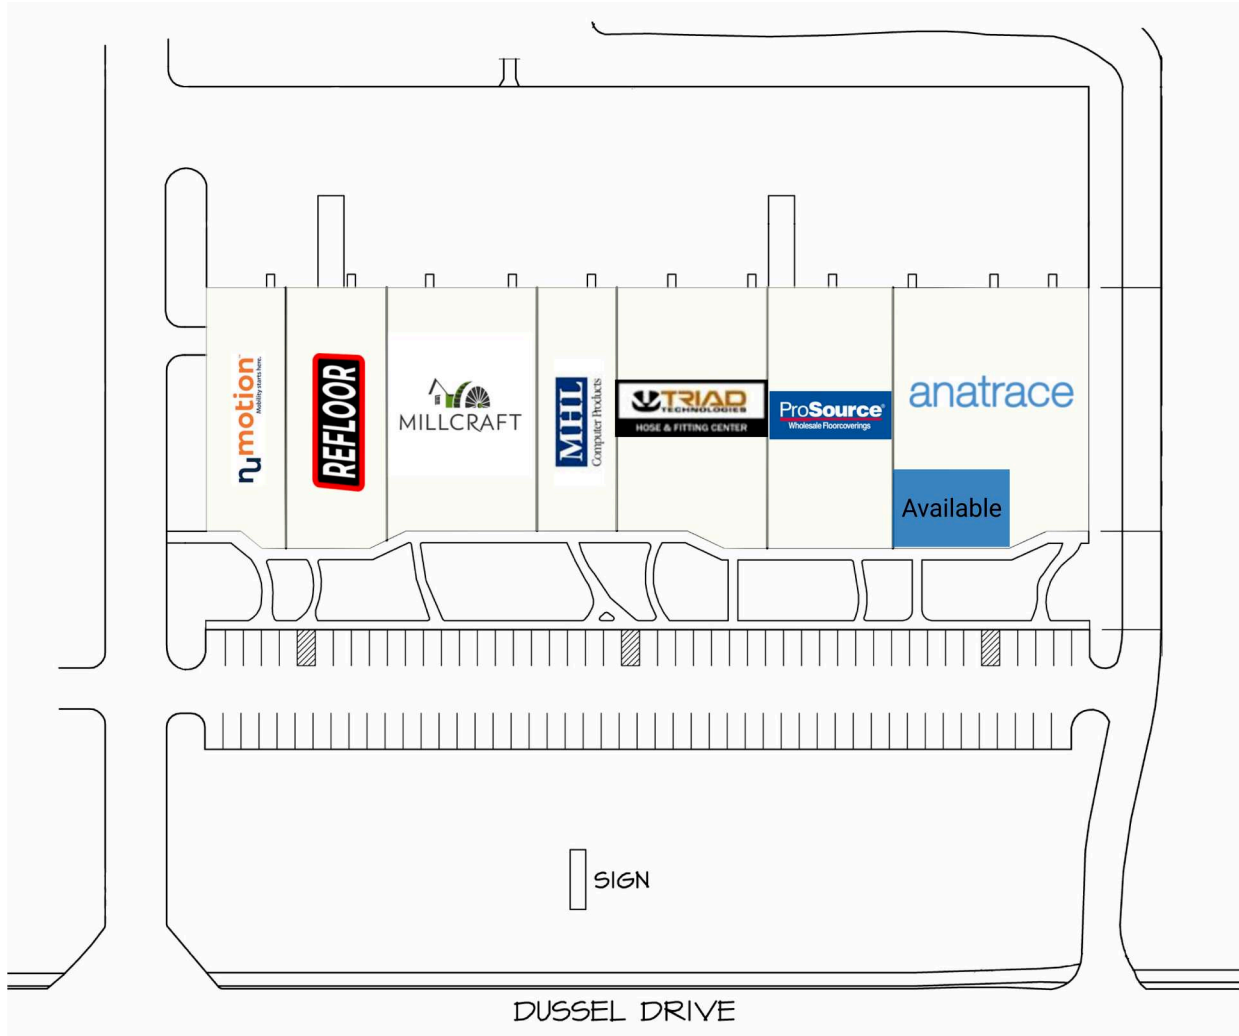 numotion
Mobility starts here.
REFLOOR
MILLCRAFT
MHL
Computer Products
TRIAD
TECHNOLOGIES
HOSE & FITTING CENTER
ProSource®
Wholesale Floorcoverings
anatrace
Available
SIGN
DUSSEL DRIVE